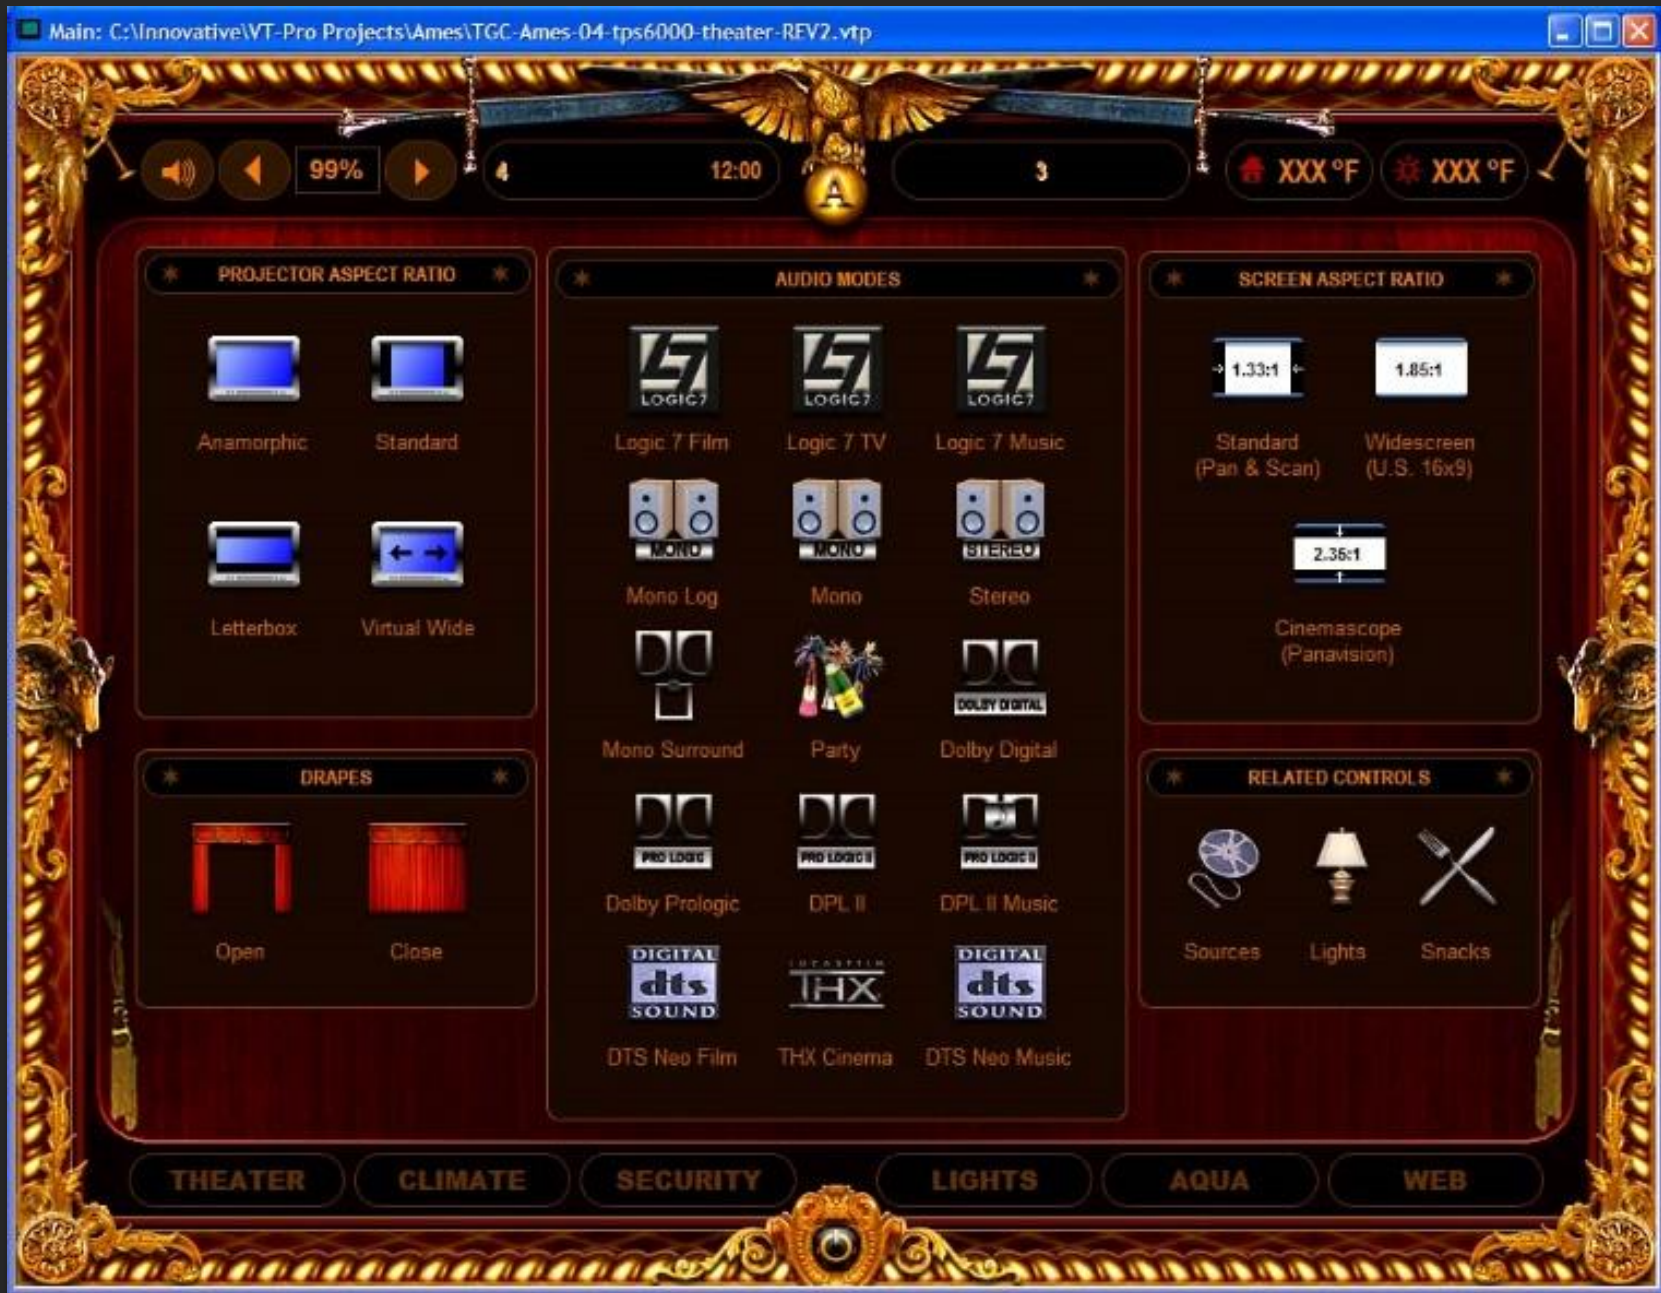 Main: C:\Innovative\VT-Pro Projects\Ames\TGC-Ames-04-tps6000-theater-REV2.vtp
99%
4 12:00
A
3
XXX °F
XXX °F
PROJECTOR ASPECT RATIO
Anamorphic
Standard
Letterbox
Virtual Wide
DRAPES
Open
Close
AUDIO MODES
LOGIC7
LOGIC7
LOGIC7
Logic 7 Film
Logic 7 TV
Logic 7 Music
MONO
MONO
STEREO
Mono Log
Mono
Stereo
DOLBY DIGITAL
Mono Surround
Party
Dolby Digital
PRO LOGIC
PRO LOGIC II
PRO LOGIC II
Dolby Prologic
DPL II
DPL II Music
DIGITAL
dts
SOUND
LUCASFILM
THX
DIGITAL
dts
SOUND
DTS Neo Film
THX Cinema
DTS Neo Music
SCREEN ASPECT RATIO
1.33:1
1.85:1
Standard
(Pan & Scan)
Widescreen
(U.S. 16x9)
2.35:1
Cinemascope
(Panavision)
RELATED CONTROLS
Sources
Lights
Snacks
THEATER
CLIMATE
SECURITY
LIGHTS
AQUA
WEB